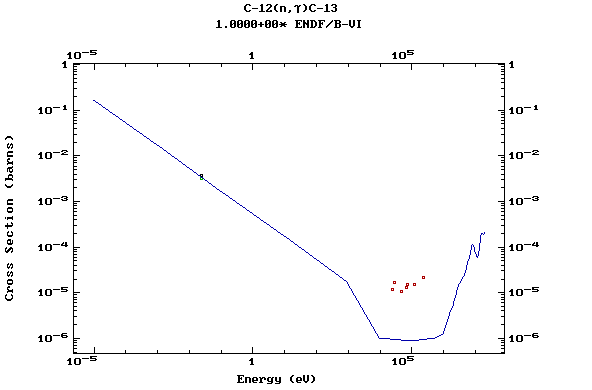 C-12(n,γ)C-13
1.0000+00* ENDF/B-VI
10⁻⁵ 1 10⁵
1 1
10⁻¹ 10⁻¹
10⁻² 10⁻²
10⁻³ 10⁻³
10⁻⁴ 10⁻⁴
10⁻⁵ 10⁻⁵
10⁻⁶ 10⁻⁶
10⁻⁵ 1 10⁵
Cross Section (barns)
Energy (eV)